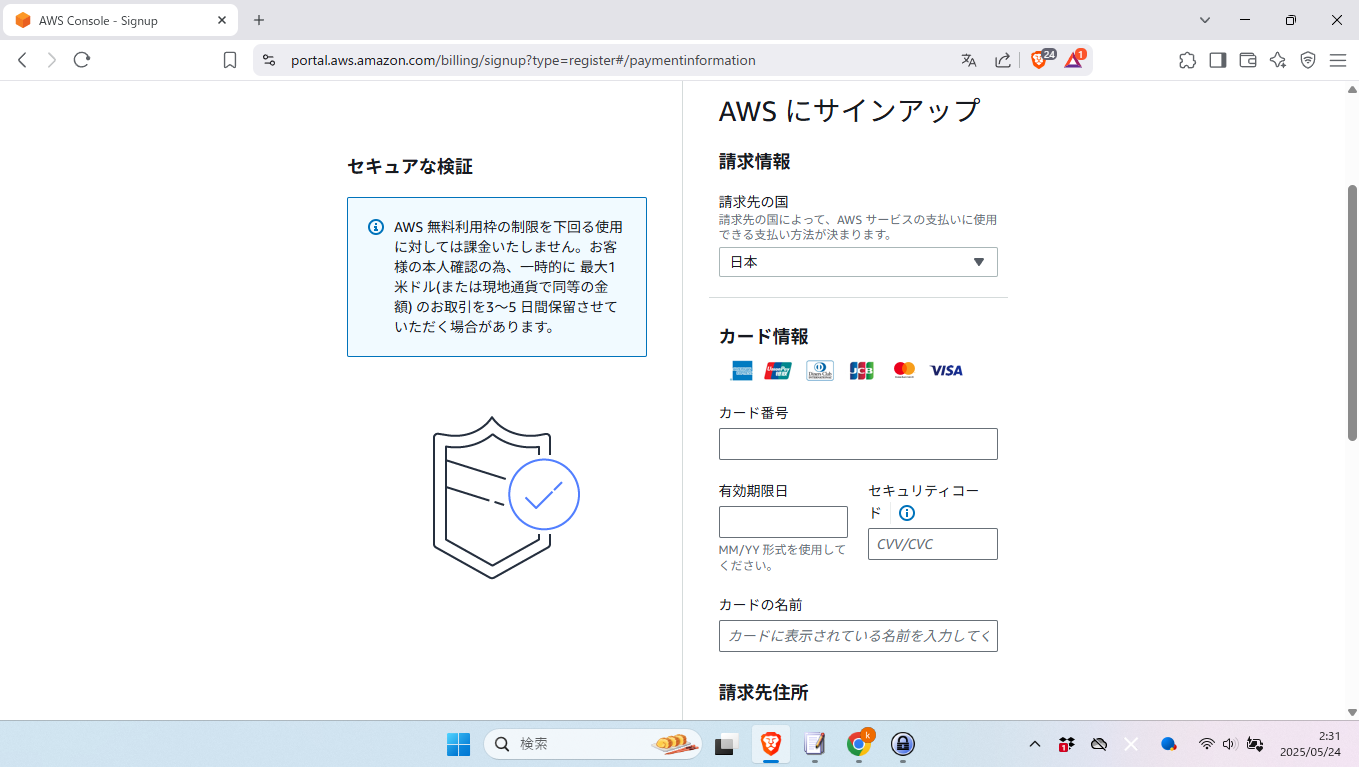 AWS Console - Signup
portal.aws.amazon.com/billing/signup?type=register#/paymentinformation
24
1
AWS にサインアップ
セキュアな検証
AWS 無料利用枠の制限を下回る使用
に対しては課金いたしません。お客
様の本人確認の為、一時的に 最大1
米ドル(または現地通貨で同等の金
額) のお取引を3～5 日間保留させて
いただく場合があります。
請求情報
請求先の国
請求先の国によって、AWS サービスの支払いに使用
できる支払い方法が決まります。
日本
カード情報
UnionPay
Diners Club
JCB
VISA
カード番号
有効期限日
MM/YY 形式を使用して
ください。
セキュリティコー
ド
CVV/CVC
カードの名前
カードに表示されている名前を入力してく
請求先住所
検索
k
1
2:31
2025/05/24